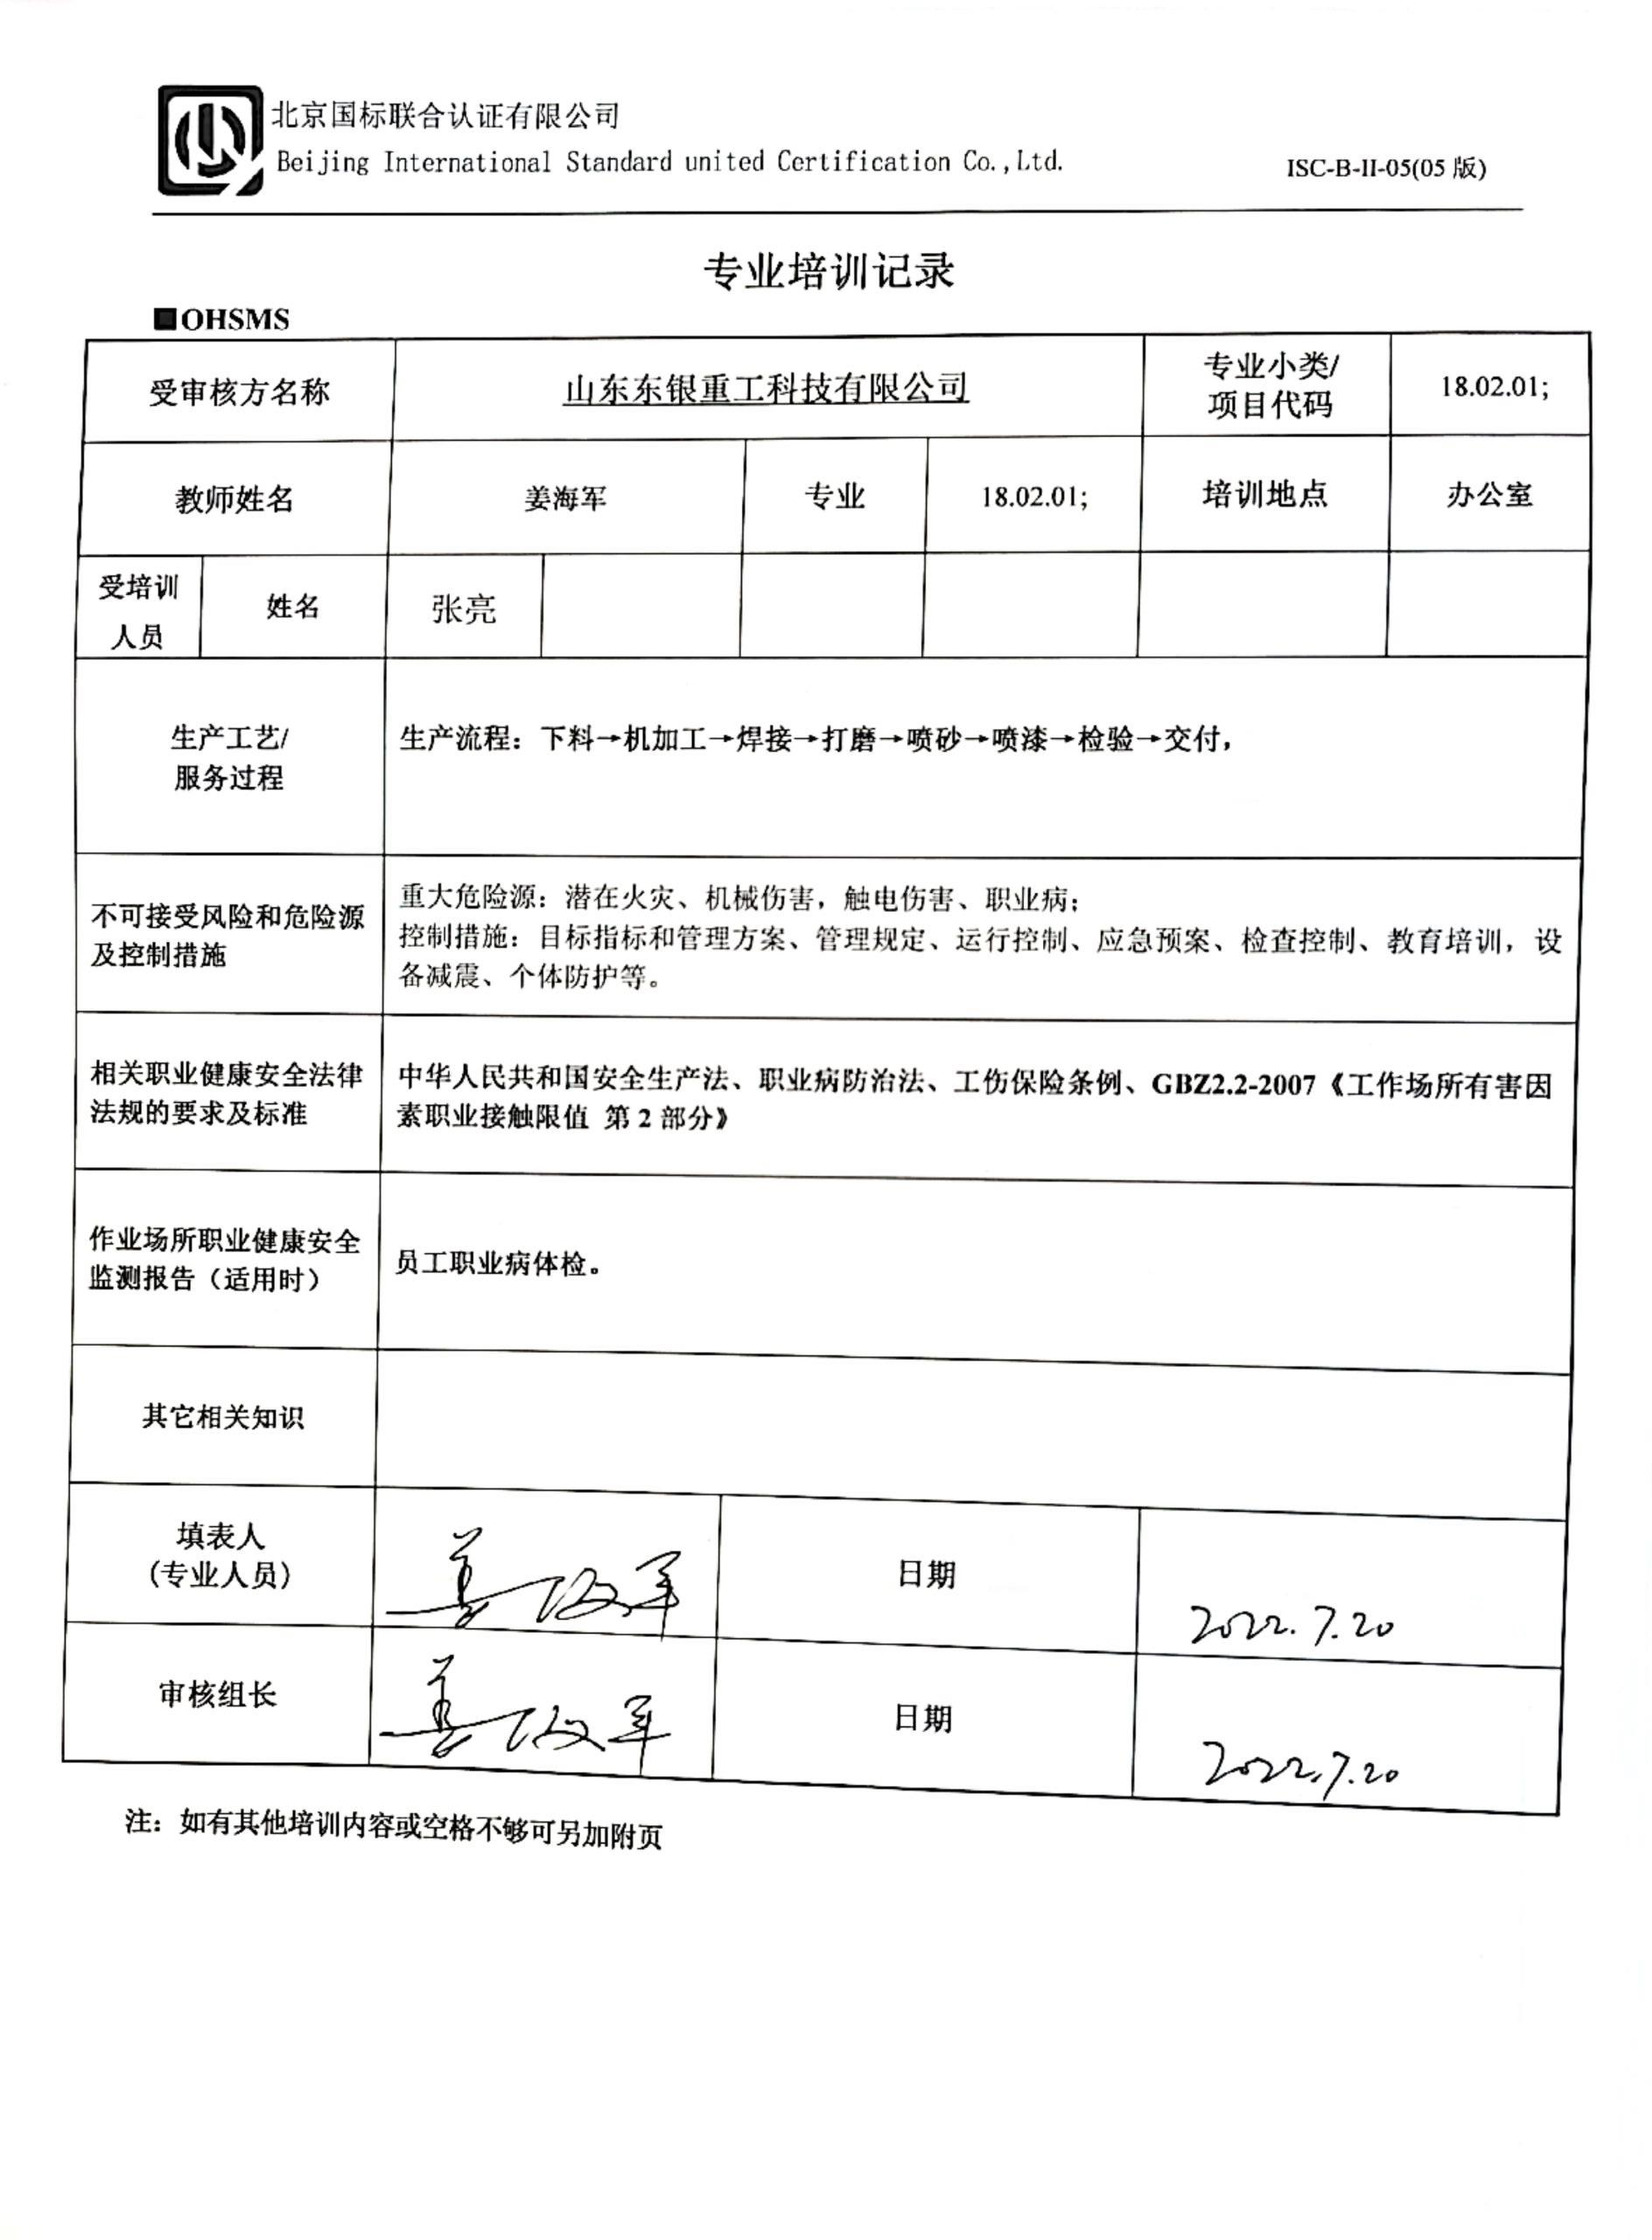 北京国标联合认证有限公司
Beijing International Standard united Certification Co.,Ltd.
ISC-B-II-05(05 版)
专业培训记录
■OHSMS
受审核方名称
山东东银重工科技有限公司
专业小类/
项目代码
18.02.01;
教师姓名
姜海军
专业
18.02.01;
培训地点
办公室
受培训
人员
姓名
张亮
生产工艺/
服务过程
生产流程：下料→机加工→焊接→打磨→喷砂→喷漆→检验→交付，
不可接受风险和危险源
及控制措施
重大危险源：潜在火灾、机械伤害，触电伤害、职业病；
控制措施：目标指标和管理方案、管理规定、运行控制、应急预案、检查控制、教育培训，设
备减震、个体防护等。
相关职业健康安全法律
法规的要求及标准
中华人民共和国安全生产法、职业病防治法、工伤保险条例、GBZ2.2-2007《工作场所有害因
素职业接触限值 第2部分》
作业场所职业健康安全
监测报告（适用时）
员工职业病体检。
其它相关知识
填表人
（专业人员）
姜海军
日期
2022.7.20
审核组长
姜海军
日期
2022.7.20
注：如有其他培训内容或空格不够可另加附页